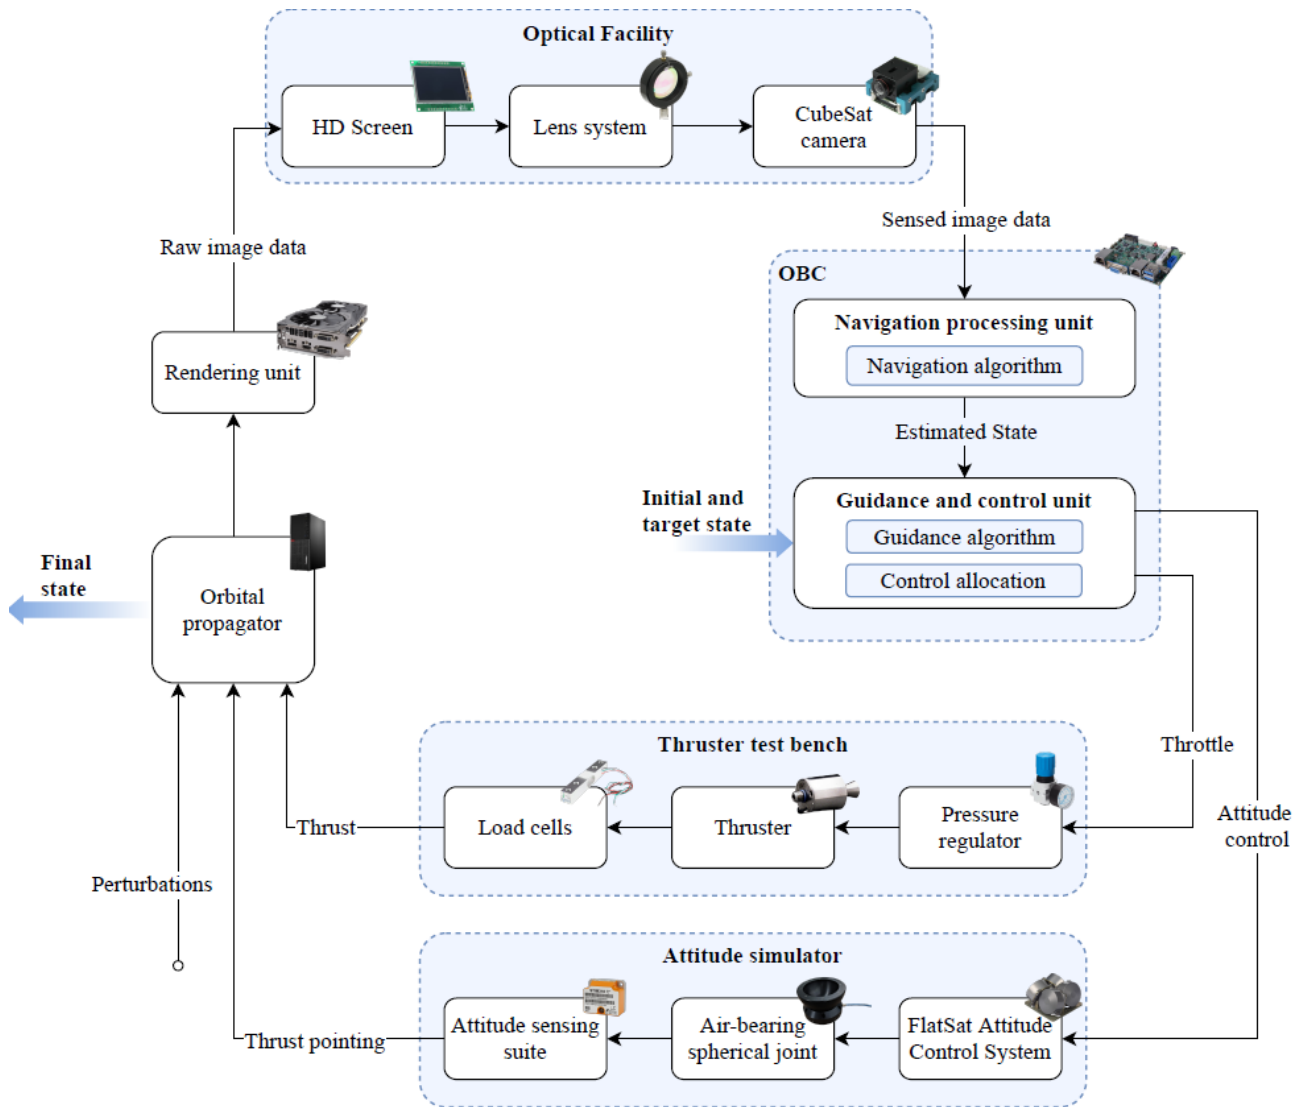 Optical Facility
HD Screen
Lens system
CubeSat
camera
Raw image data
Sensed image data
OBC
Navigation processing unit
Navigation algorithm
Rendering unit
Estimated State
Initial and
target state
Guidance and control unit
Guidance algorithm
Control allocation
Final
state
Orbital
propagator
Thruster test bench
Throttle
Thrust
Load cells
Thruster
Pressure
regulator
Attitude
control
Perturbations
Attitude simulator
Thrust pointing
Attitude sensing
suite
Air-bearing
spherical joint
FlatSat Attitude
Control System